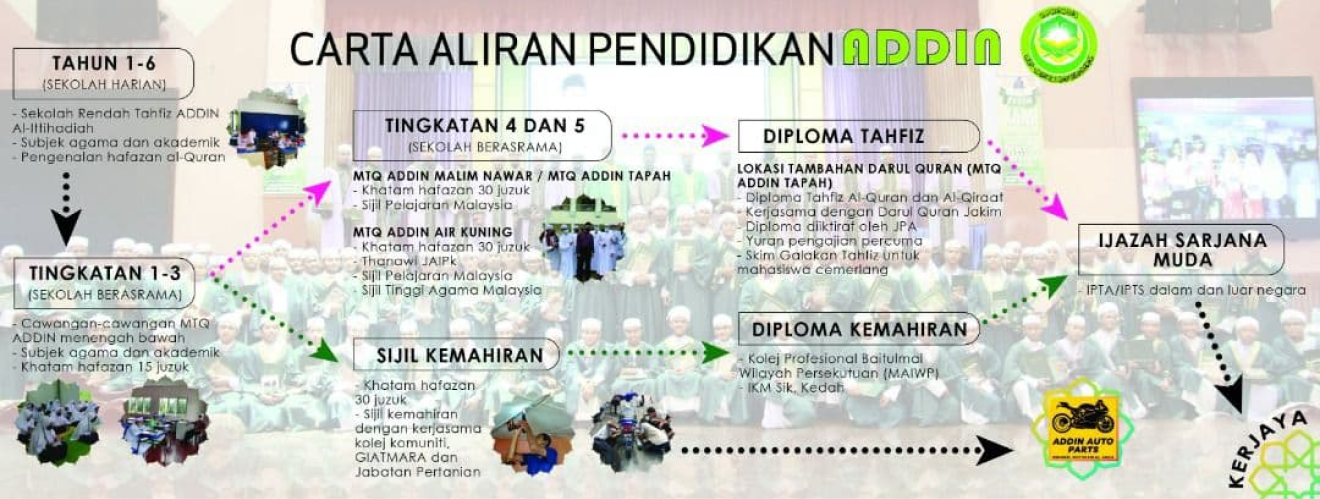 CARTA ALIRAN PENDIDIKAN ADDIN
TAHUN 1-6
(SEKOLAH HARIAN)
- Sekolah Rendah Tahfiz ADDIN
Al-Ittihadiah
- Subjek agama dan akademik
- Pengenalan hafazan al-Quran
TINGKATAN 1-3
(SEKOLAH BERASRAMA)
- Cawangan-cawangan MTQ
ADDIN menengah bawah
- Subjek agama dan akademik
- Khatam hafazan 15 juzuk
TINGKATAN 4 DAN 5
(SEKOLAH BERASRAMA)
MTQ ADDIN MALIM NAWAR / MTQ ADDIN TAPAH
- Khatam hafazan 30 juzuk
- Sijil Pelajaran Malaysia
MTQ ADDIN AIR KUNING
- Khatam hafazan 30 juzuk
- Thanawi JAIPk
- Sijil Pelajaran Malaysia
- Sijil Tinggi Agama Malaysia
SIJIL KEMAHIRAN
- Khatam hafazan
30 juzuk
- Sijil kemahiran
dengan kerjasama
kolej komuniti,
GIATMARA dan
Jabatan Pertanian
DIPLOMA TAHFIZ
LOKASI TAMBAHAN DARUL QURAN (MTQ
ADDIN TAPAH)
- Diploma Tahfiz Al-Quran dan Al-Qiraat
- Kerjasama dengan Darul Quran Jakim
- Diploma diktiraf oleh JPA
- Yuran pengajian percuma
- Skim Galakan Tahfiz untuk
mahasiswa cemerlang
DIPLOMA KEMAHIRAN
- Kolej Profesional Baitulmal
Wilayah Persekutuan (MAIWP)
- IKM Sik, Kedah
IJAZAH SARJANA
MUDA
- IPTA/IPTS dalam dan luar negara
ADDIN AUTO
PARTS
KERJAYA